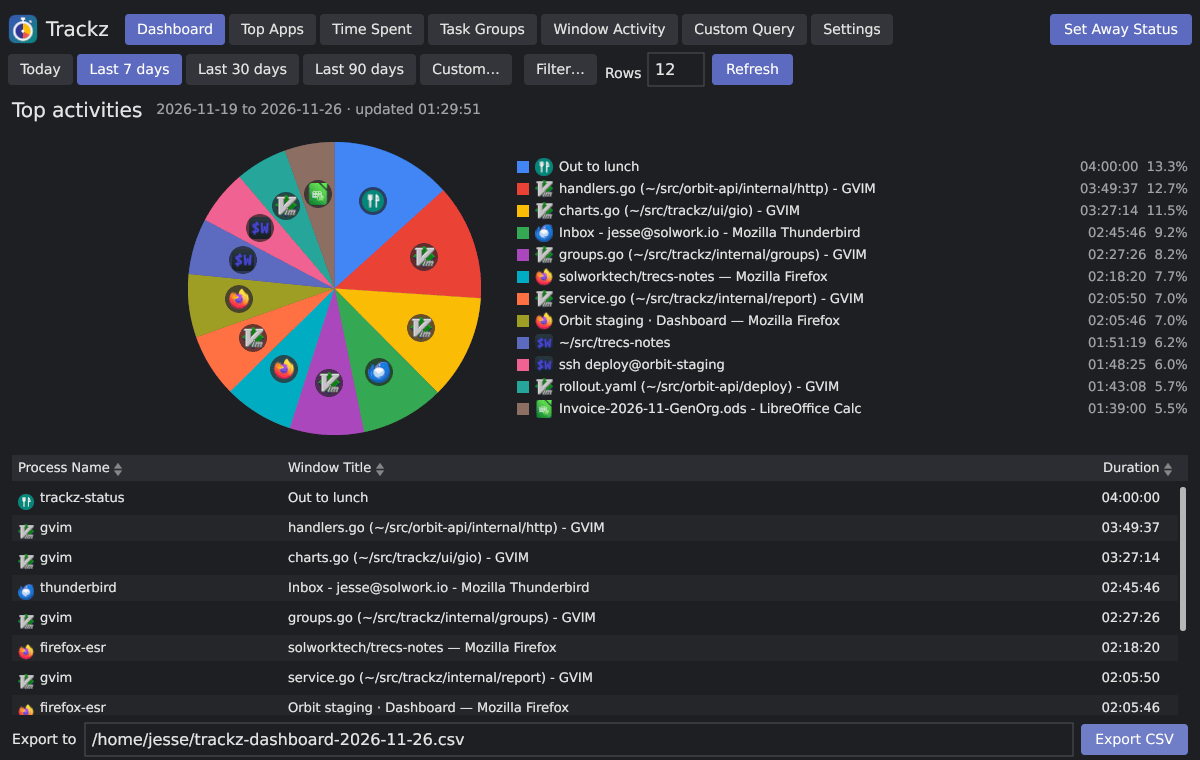 Trackz Dashboard Top Apps Time Spent Task Groups Window Activity Custom Query Settings Set Away Status
Today Last 7 days Last 30 days Last 90 days Custom... Filter... Rows 12 Refresh
Top activities 2026-11-19 to 2026-11-26 · updated 01:29:51
Out to lunch 04:00:00 13.3%
handlers.go (~/src/orbit-api/internal/http) - GVIM 03:49:37 12.7%
charts.go (~/src/trackz/ui/gio) - GVIM 03:27:14 11.5%
Inbox - jesse@solwork.io - Mozilla Thunderbird 02:45:46 9.2%
groups.go (~/src/trackz/internal/groups) - GVIM 02:27:26 8.2%
solworktech/trecs-notes — Mozilla Firefox 02:18:20 7.7%
service.go (~/src/trackz/internal/report) - GVIM 02:05:50 7.0%
Orbit staging · Dashboard — Mozilla Firefox 02:05:46 7.0%
~/src/trecs-notes 01:51:19 6.2%
ssh deploy@orbit-staging 01:48:25 6.0%
rollout.yaml (~/src/orbit-api/deploy) - GVIM 01:43:08 5.7%
Invoice-2026-11-GenOrg.ods - LibreOffice Calc 01:39:00 5.5%
Process Name Window Title Duration
trackz-status Out to lunch 04:00:00
gvim handlers.go (~/src/orbit-api/internal/http) - GVIM 03:49:37
gvim charts.go (~/src/trackz/ui/gio) - GVIM 03:27:14
thunderbird Inbox - jesse@solwork.io - Mozilla Thunderbird 02:45:46
gvim groups.go (~/src/trackz/internal/groups) - GVIM 02:27:26
firefox-esr solworktech/trecs-notes — Mozilla Firefox 02:18:20
gvim service.go (~/src/trackz/internal/report) - GVIM 02:05:50
firefox-esr Orbit staging · Dashboard — Mozilla Firefox 02:05:46
Export to /home/jesse/trackz-dashboard-2026-11-26.csv Export CSV